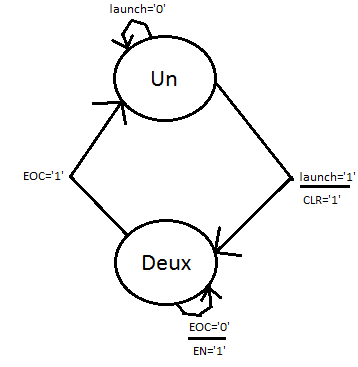 launch='0'
Un
EOC='1'
launch='1'
CLR='1'
Deux
EOC='0'
EN='1'